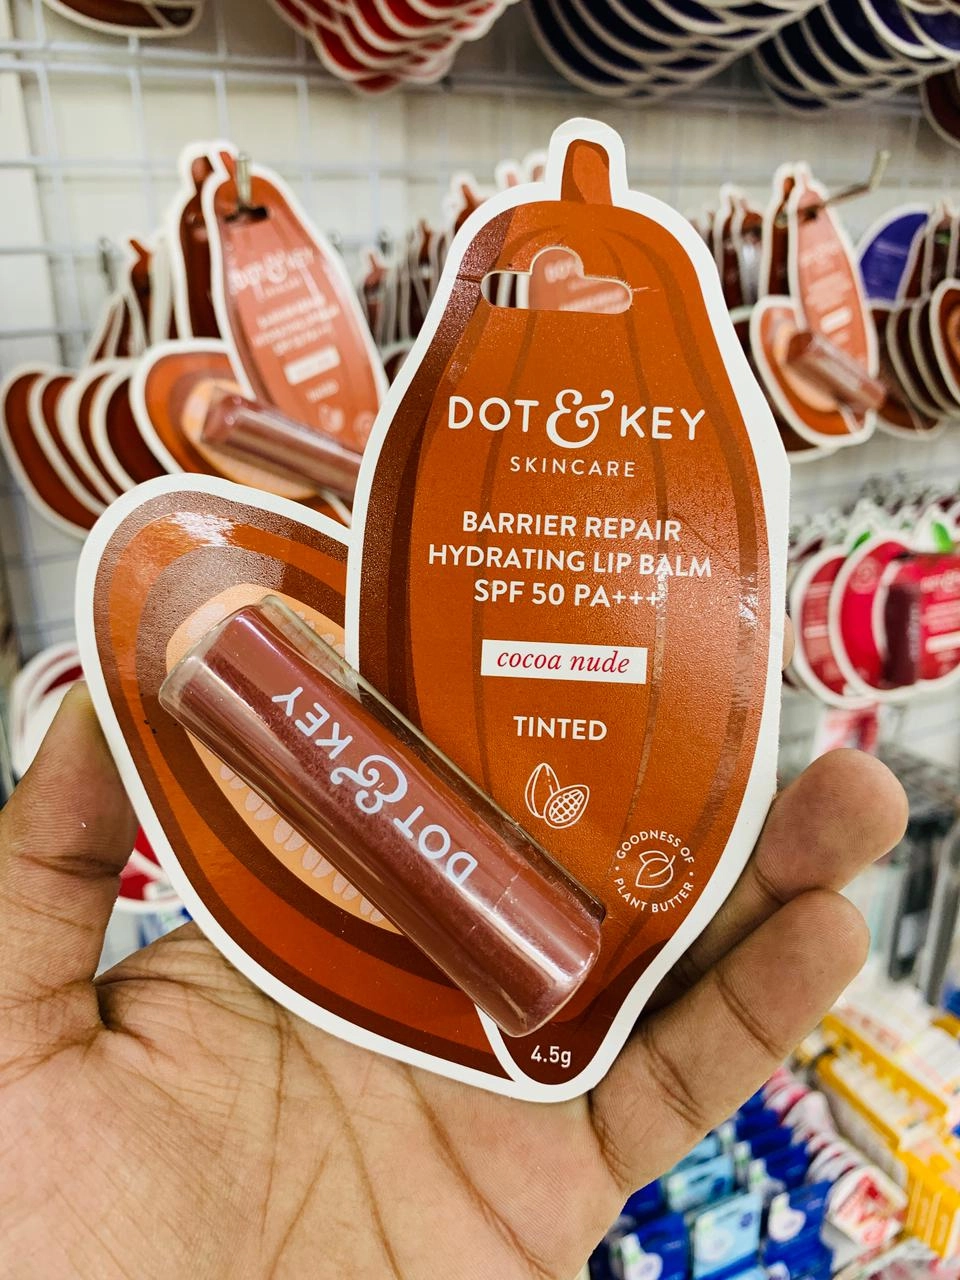 DOT & KEY
SKINCARE
BARRIER REPAIR
HYDRATING LIP BALM
SPF 50 PA+++
cocoa nude
TINTED
GOODNESS OF
PLANT BUTTER
4.5g
DOT & KEY